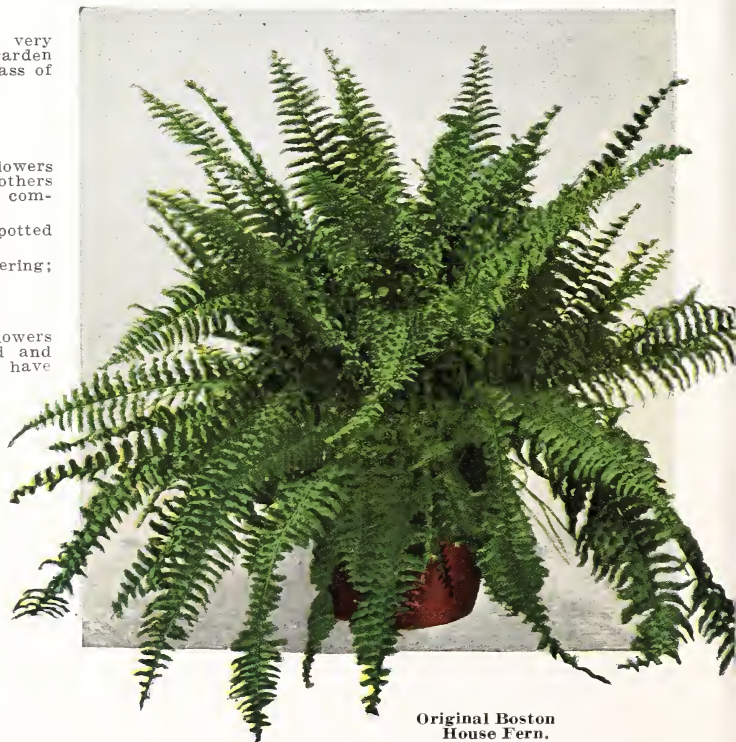 very
arden
ass of
lowers
others
com-
potted
ering;
lowers
d and
have
Original Boston
House Fern.